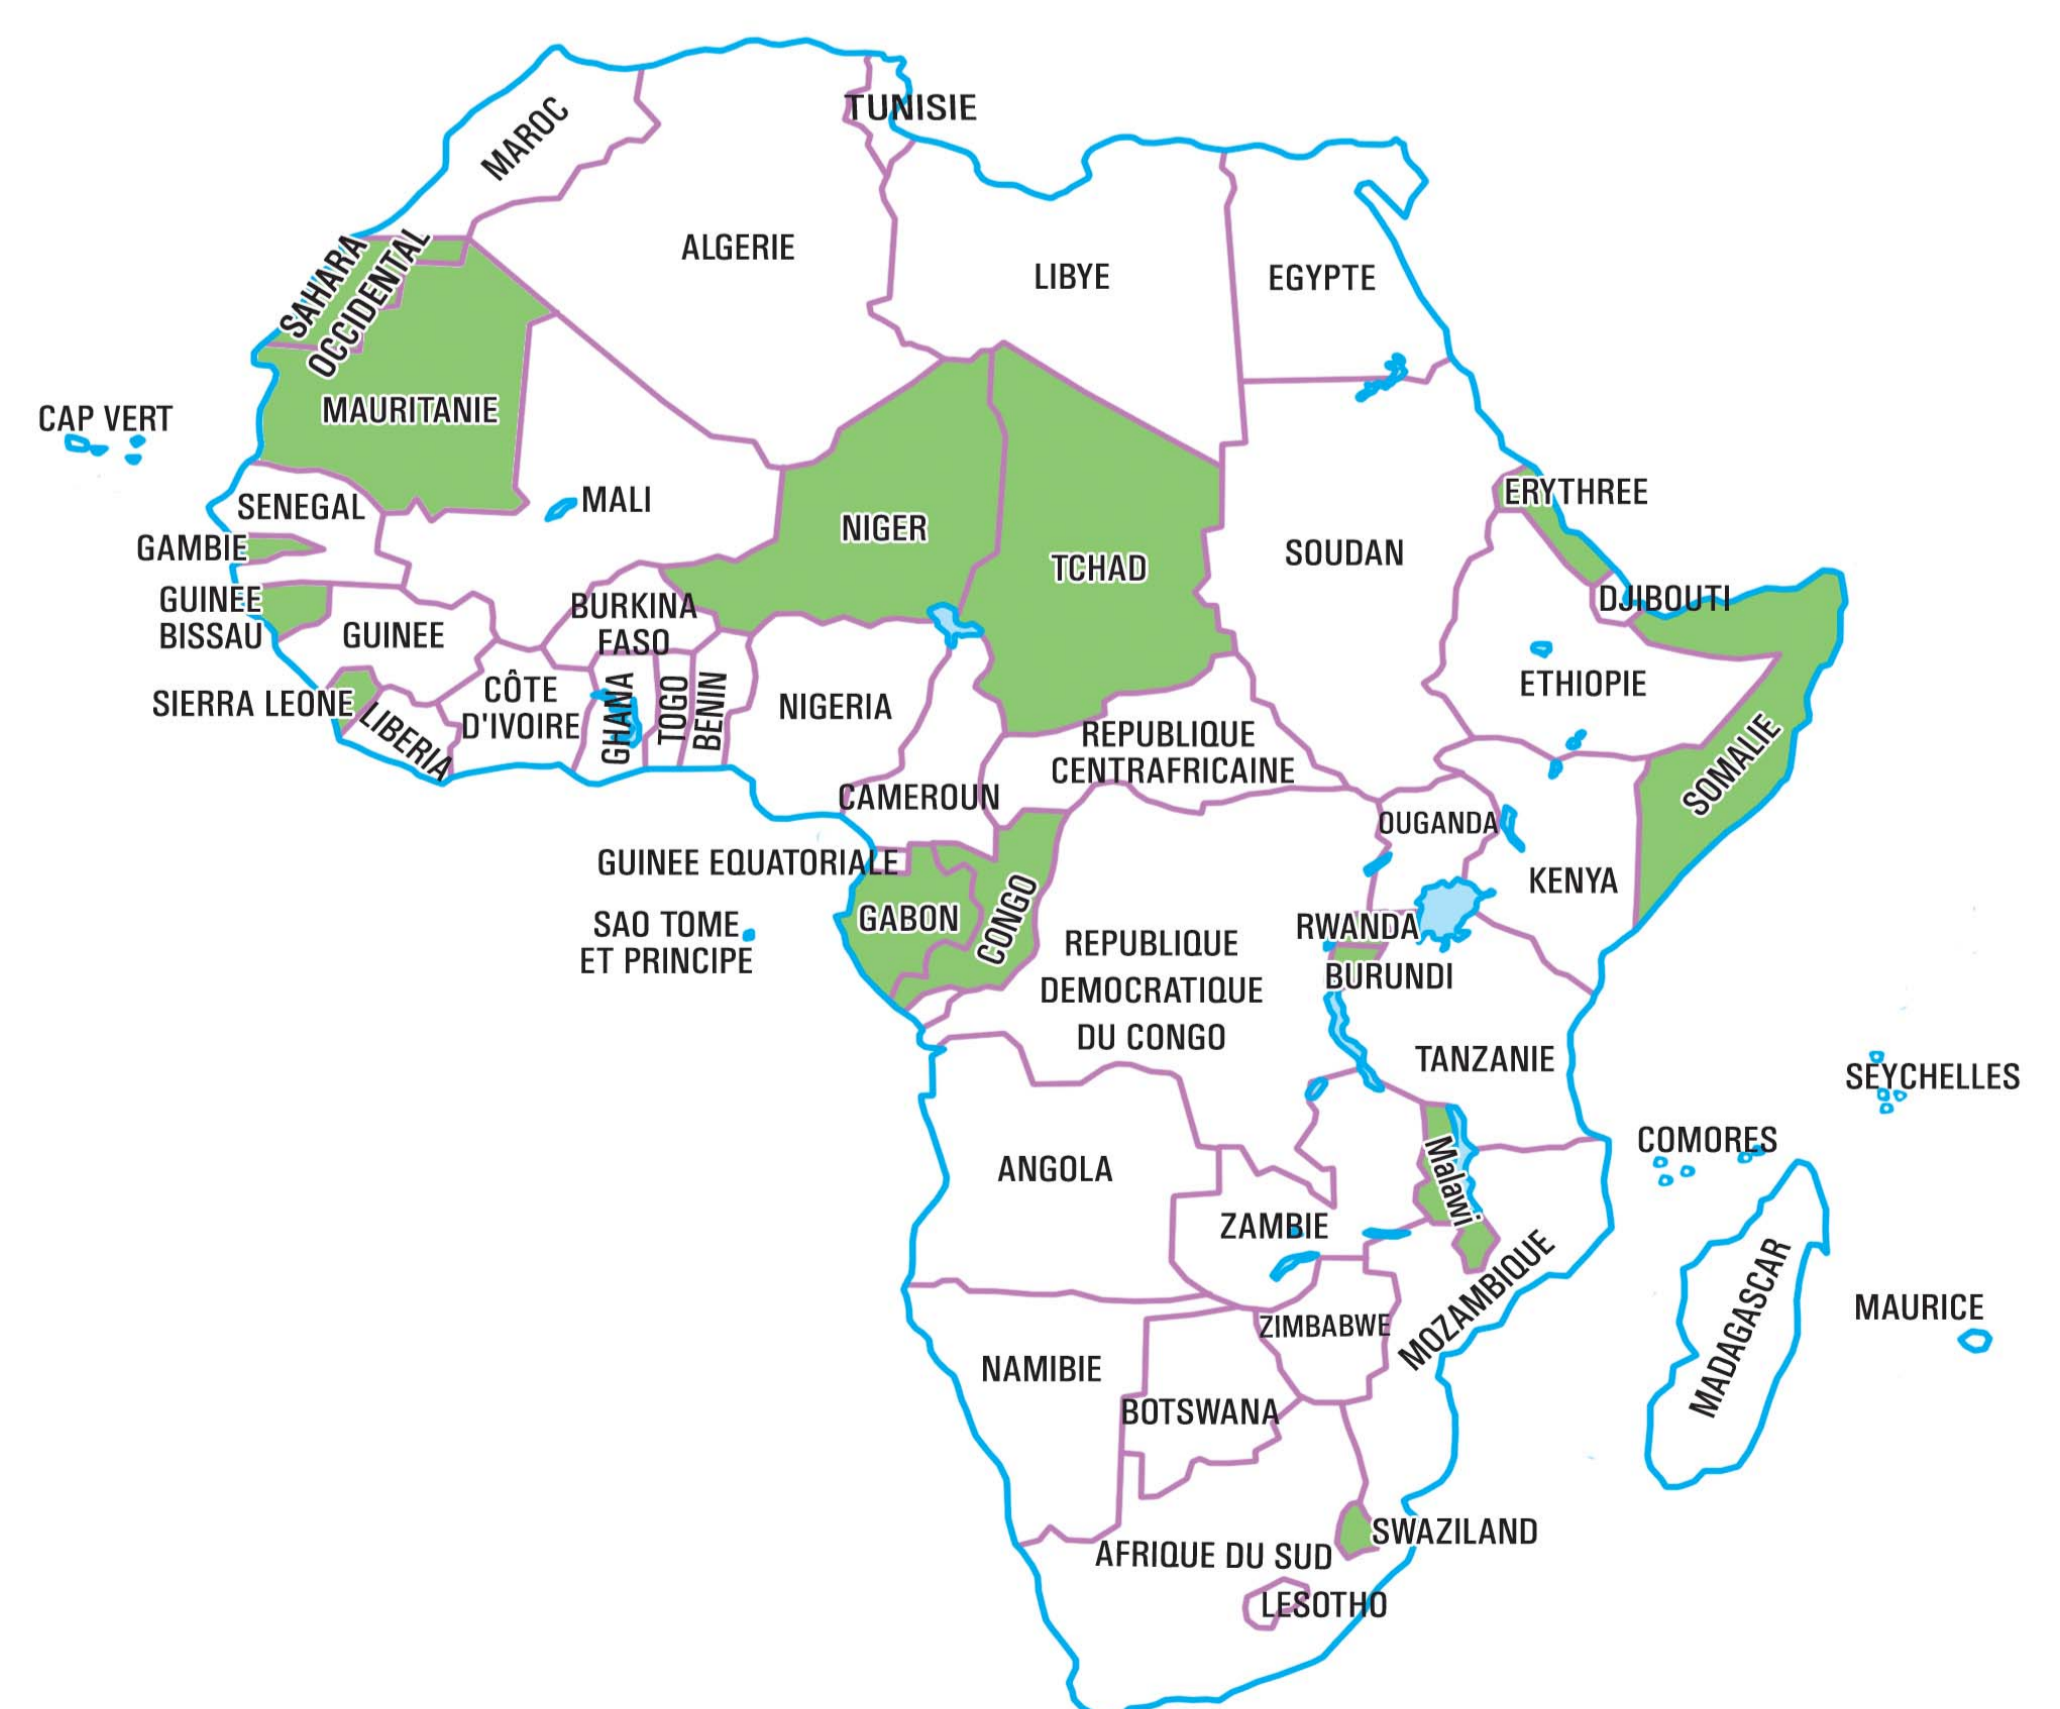 TUNISIE
MAROC
ALGERIE
LIBYE
EGYPTE
SAHARA
OCCIDENTAL
MAURITANIE
CAP VERT
MALI
SENEGAL
NIGER
TCHAD
SOUDAN
ERYTHREE
GAMBIE
GUINEE
BISSAU
GUINEE
BURKINA
FASO
DJIBOUTI
ETHIOPIE
SIERRA LEONE
LIBERIA
CÔTE
D'IVOIRE
GHANA
TOGO
BENIN
NIGERIA
REPUBLIQUE
CENTRAFRICAINE
SOMALIE
CAMEROUN
OUGANDA
KENYA
GUINEE EQUATORIALE
GABON
CONGO
SAO TOME
ET PRINCIPE
REPUBLIQUE
DEMOCRATIQUE
DU CONGO
RWANDA
BURUNDI
TANZANIE
SEYCHELLES
COMORES
ANGOLA
ZAMBIE
Malawi
MOZAMBIQUE
MADAGASCAR
MAURICE
ZIMBABWE
NAMIBIE
BOTSWANA
SWAZILAND
AFRIQUE DU SUD
LESOTHO